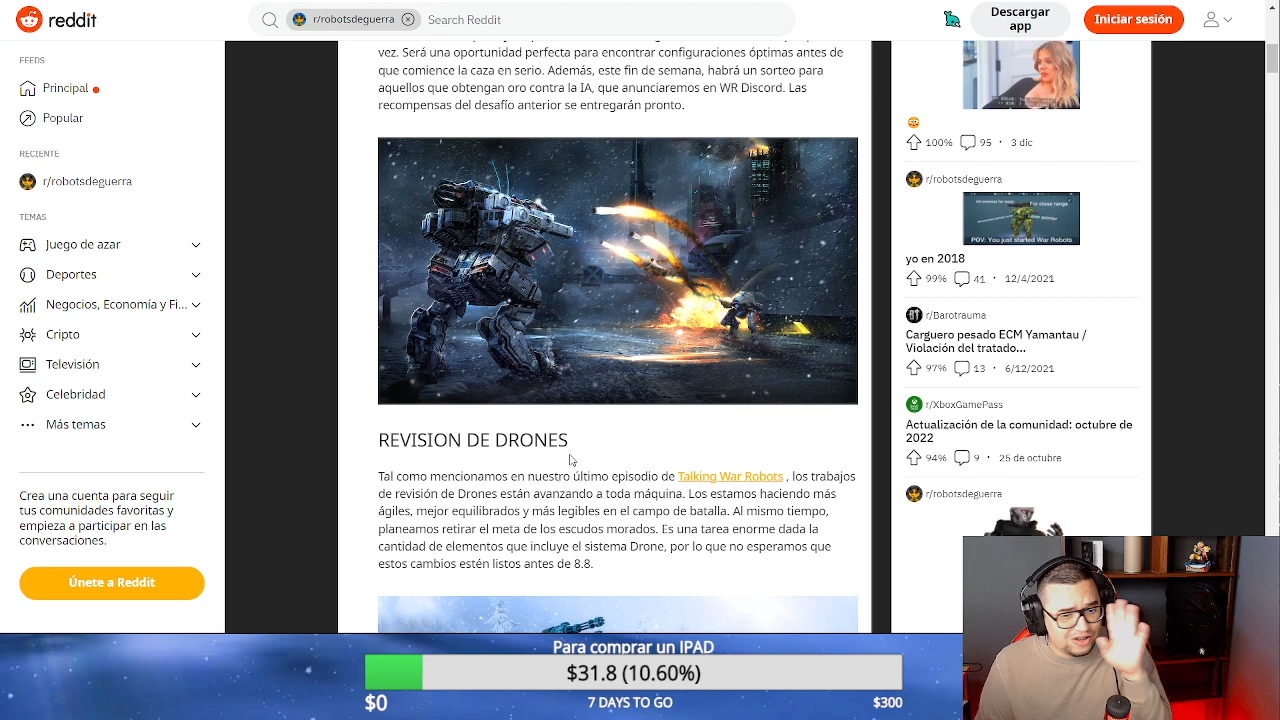 reddit
r/robotsdeguerra
Search Reddit
Descargar
app
Iniciar sesión
FEEDS
Principal
Popular
RECIENTE
r/robotsdeguerra
TEMAS
Juego de azar
Deportes
Negocios, Economía y Fi...
Cripto
Televisión
Celebridad
Más temas
Crea una cuenta para seguir
tus comunidades favoritas y
empieza a participar en las
conversaciones.
Únete a Reddit
vez. Será una oportunidad perfecta para encontrar configuraciones óptimas antes de
que comience la caza en serio. Además, este fin de semana, habrá un sorteo para
aquellos que obtengan oro contra la IA, que anunciaremos en WR Discord. Las
recompensas del desafío anterior se entregarán pronto.
REVISION DE DRONES
Tal como mencionamos en nuestro último episodio de Talking War Robots , los trabajos
de revisión de Drones están avanzando a toda máquina. Los estamos haciendo más
ágiles, mejor equilibrados y más legibles en el campo de batalla. Al mismo tiempo,
planeamos retirar el meta de los escudos morados. Es una tarea enorme dada la
cantidad de elementos que incluye el sistema Drone, por lo que no esperamos que
estos cambios estén listos antes de 8.8.
100% 95 · 3 dic
r/robotsdeguerra
For close range
POV: You just started War Robots
yo en 2018
99% 41 · 12/4/2021
r/Barotrauma
Carguero pesado ECM Yamantau /
Violación del tratado...
97% 13 · 6/12/2021
r/XboxGamePass
Actualización de la comunidad: octubre de
2022
94% 9 · 25 de octubre
r/robotsdeguerra
Para comprar un IPAD
$31.8 (10.60%)
$0
7 DAYS TO GO
$300